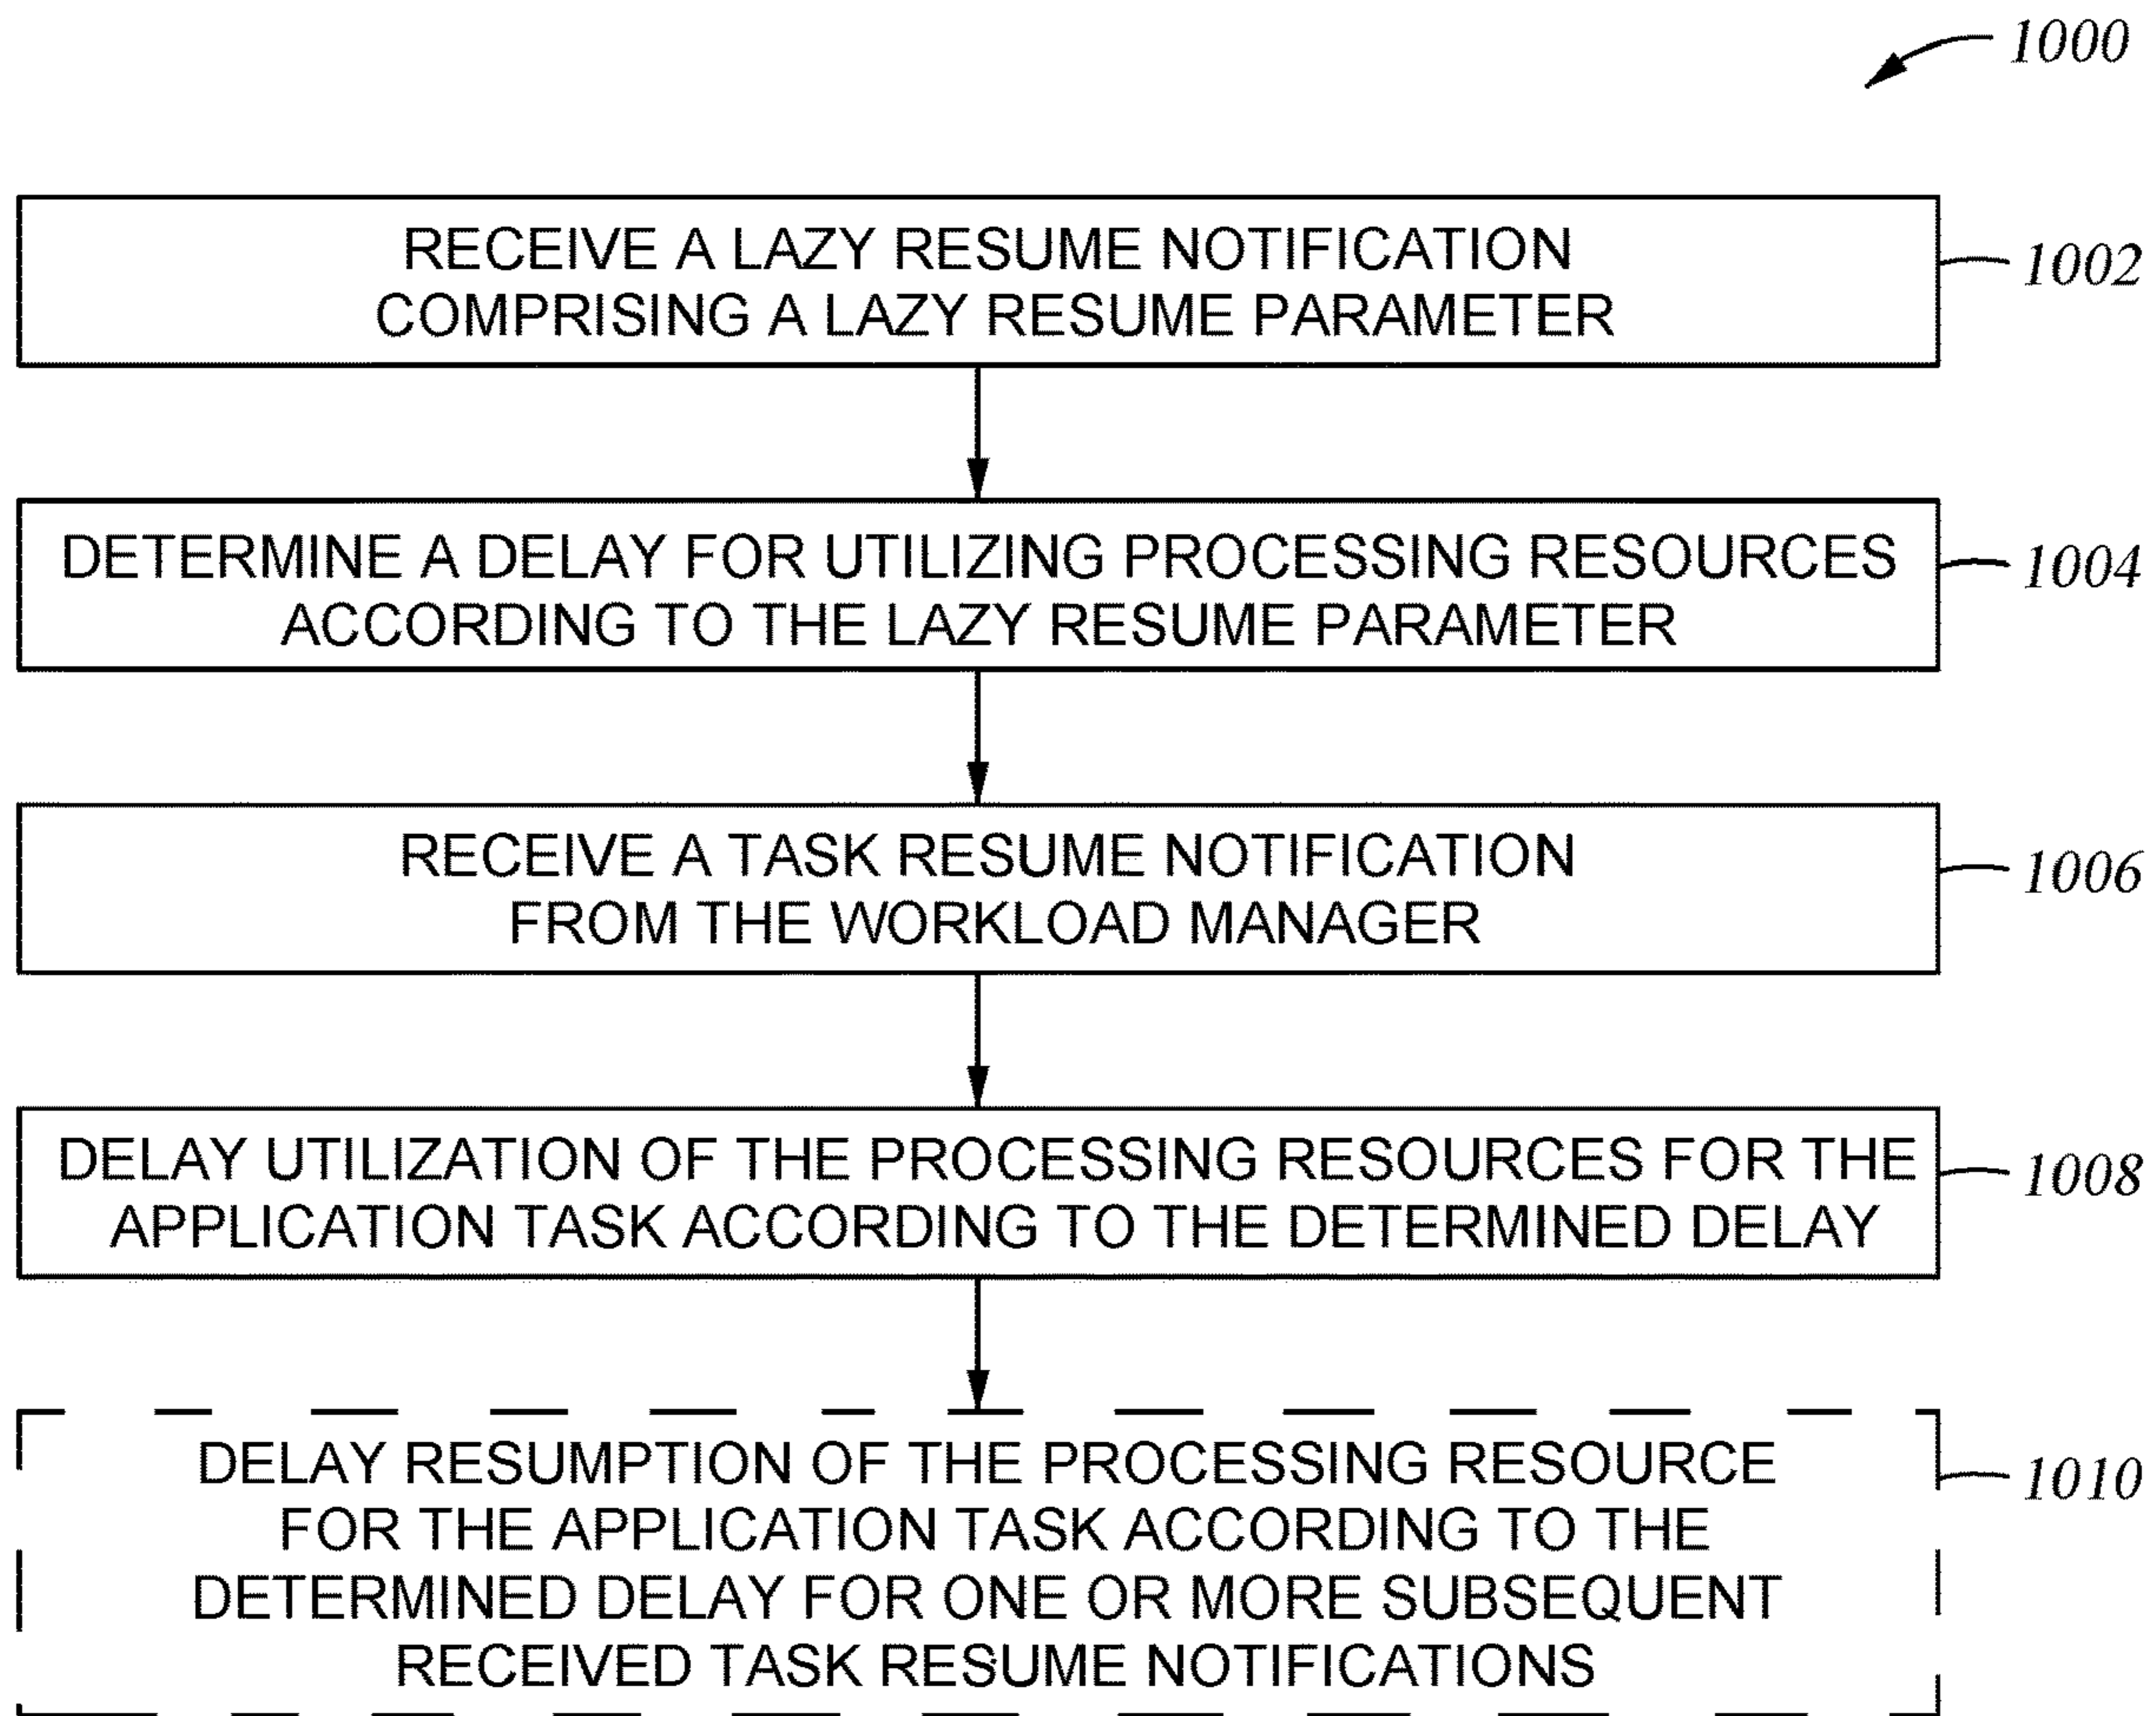 1000
RECEIVE A LAZY RESUME NOTIFICATION
COMPRISING A LAZY RESUME PARAMETER
1002
DETERMINE A DELAY FOR UTILIZING PROCESSING RESOURCES
ACCORDING TO THE LAZY RESUME PARAMETER
1004
RECEIVE A TASK RESUME NOTIFICATION
FROM THE WORKLOAD MANAGER
1006
DELAY UTILIZATION OF THE PROCESSING RESOURCES FOR THE
APPLICATION TASK ACCORDING TO THE DETERMINED DELAY
1008
DELAY RESUMPTION OF THE PROCESSING RESOURCE
FOR THE APPLICATION TASK ACCORDING TO THE
DETERMINED DELAY FOR ONE OR MORE SUBSEQUENT
RECEIVED TASK RESUME NOTIFICATIONS
1010